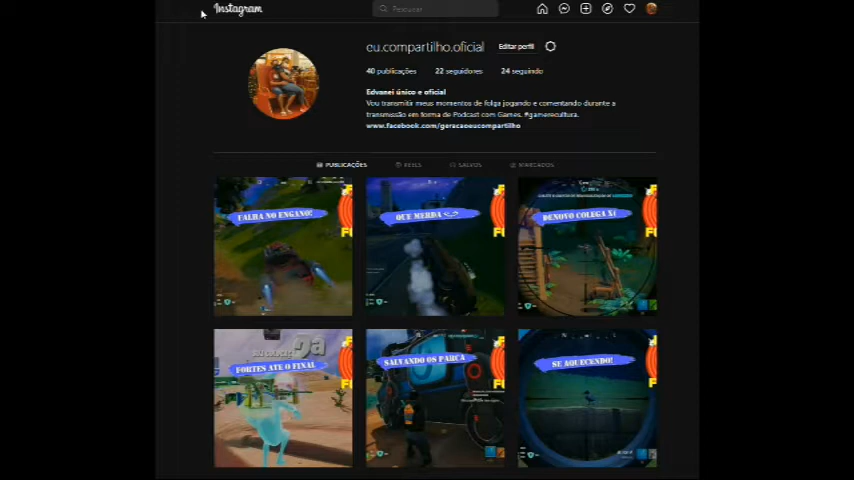 Instagram
Pesquisar
eu.compartilho.oficial Editar perfil
40 publicações 22 seguidores 24 seguindo
Edvanei único e oficial
Vou transmitir meus momentos de folga jogando e comentando durante a
transmissão em forma de Podcast com Games. #gamerecultura.
www.facebook.com/geracaoeucompartilho
PUBLICAÇÕES REELS SALVOS MARCADOS
FALHA NO ENGANO!
QUE MERDA <_>
DENOVO COLEGA X(
FORTES ATE O FINAL
SALVANDO OS PARCA
SE AQUECENDO!